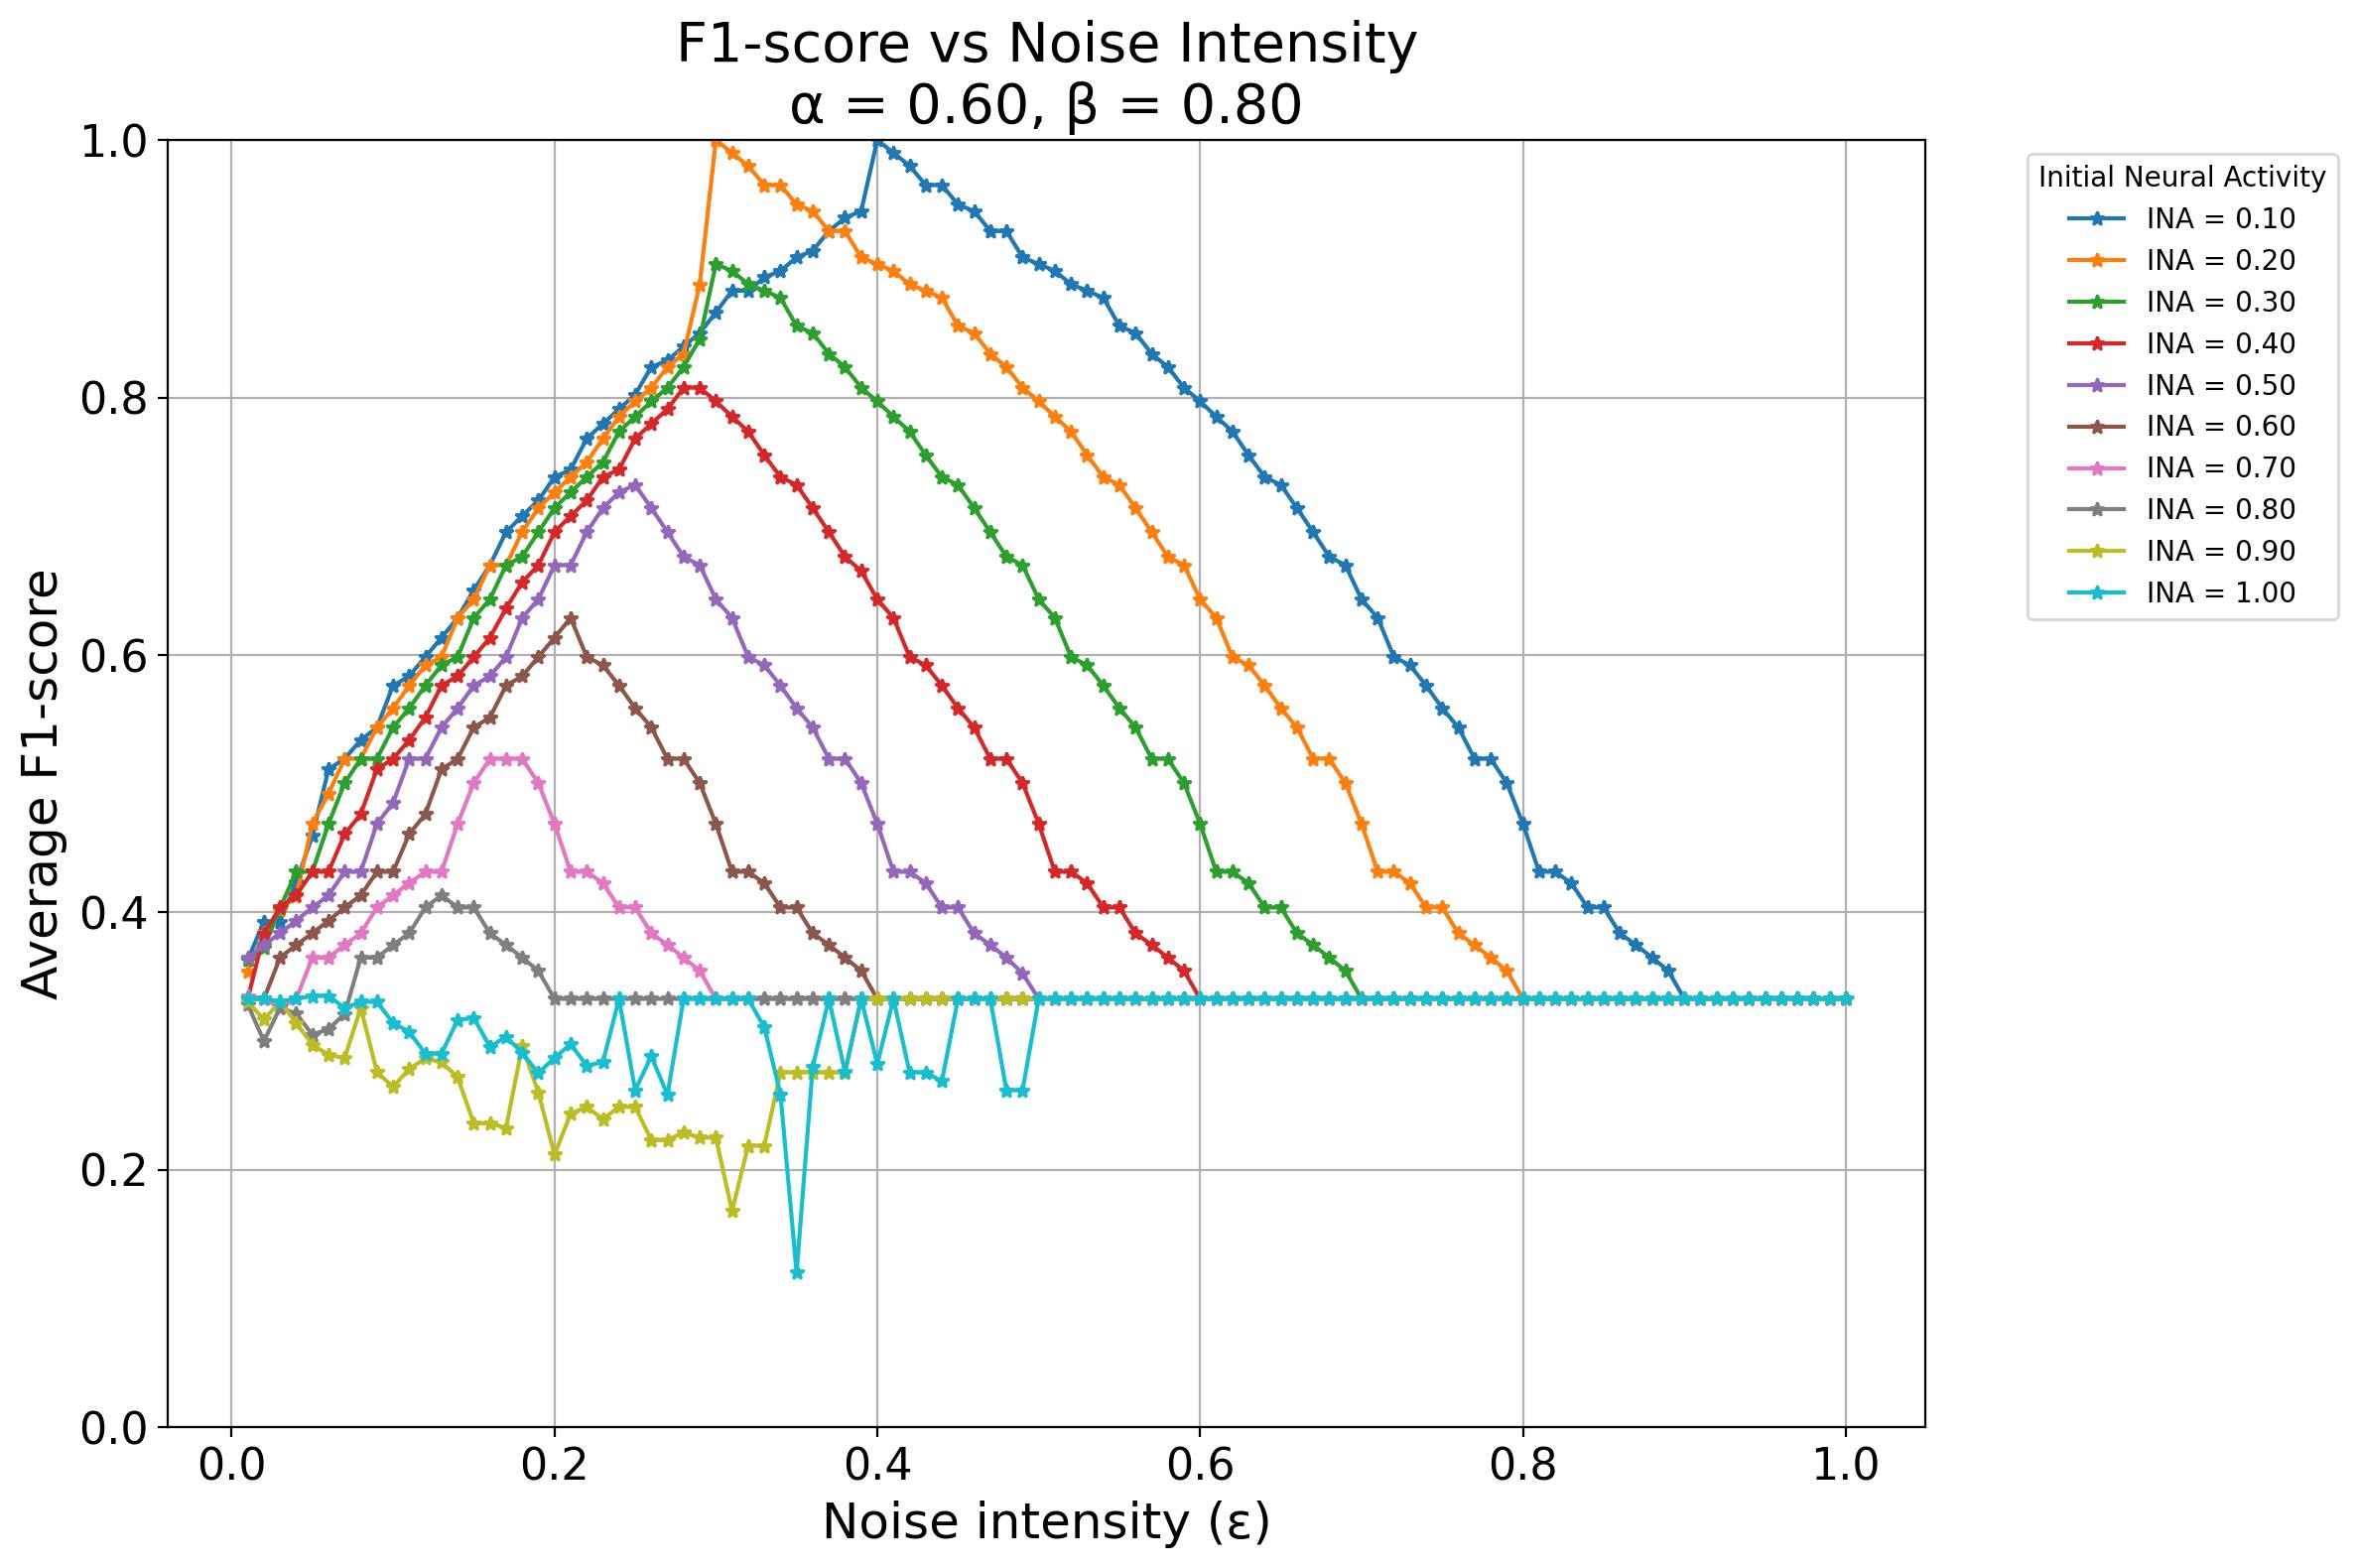 F1-score vs Noise Intensity
α = 0.60, β = 0.80
1.0
0.8
0.6
0.4
0.2
0.0
Average F1-score
0.0 0.2 0.4 0.6 0.8 1.0
Noise intensity (ε)
Initial Neural Activity
INA = 0.10
INA = 0.20
INA = 0.30
INA = 0.40
INA = 0.50
INA = 0.60
INA = 0.70
INA = 0.80
INA = 0.90
INA = 1.00